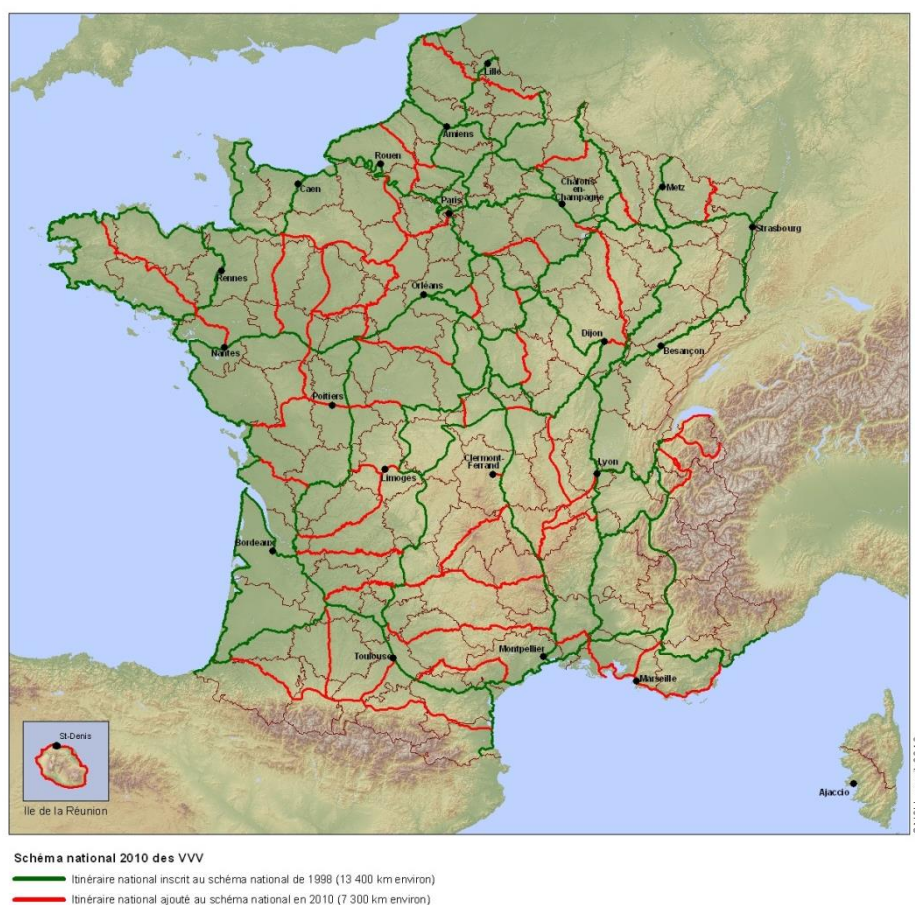 Lille
Amiens
Rouen
Caen
Châlons-
en-
Champagne
Metz
Paris
Strasbourg
Rennes
Orléans
Nantes
Dijon
Besançon
Poitiers
Limoges
Clermont-
Ferrand
Lyon
Bordeaux
Toulouse
Montpellier
Marseille
St-Denis
Ile de la Réunion
Ajaccio
Schéma national 2010 des VVV
Itinéraire national inscrit au schéma national de 1998 (13 400 km environ)
Itinéraire national ajouté au schéma national en 2010 (7 300 km environ)